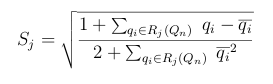 $S_j = \sqrt{\frac{1 + \sum_{q_i \in R_j(Q_n)} q_i - \overline{q_i}}{2 + \sum_{q_i \in R_j(Q_n)} \overline{q_i}^2}}$